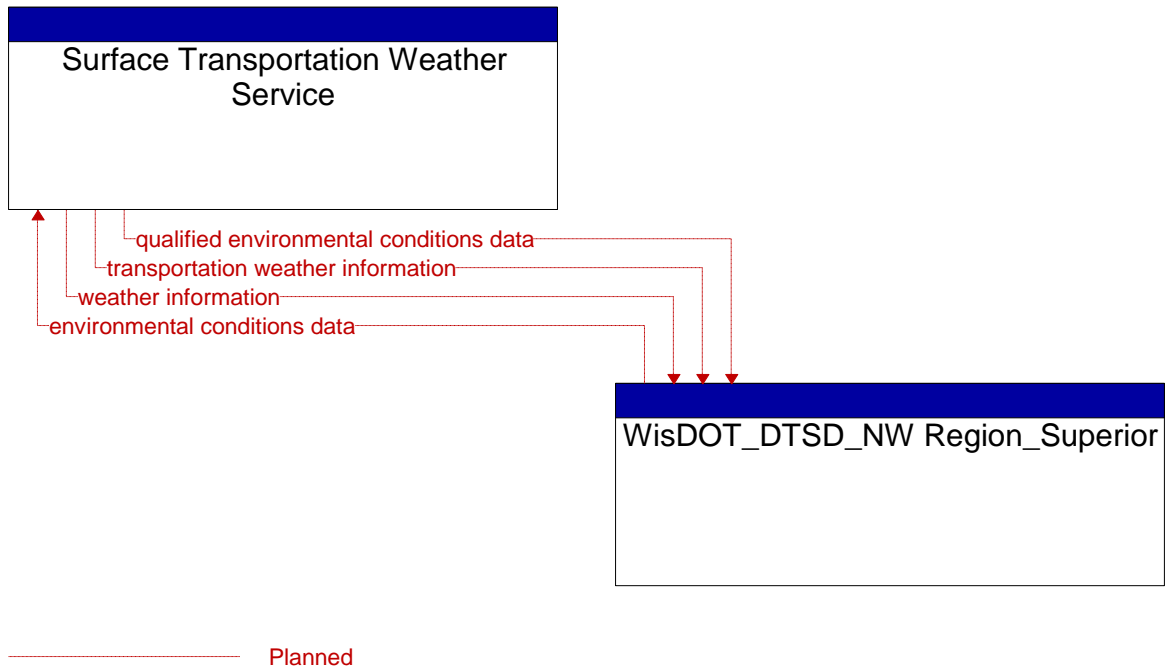 Surface Transportation Weather
Service
qualified environmental conditions data
transportation weather information
weather information
environmental conditions data
WisDOT_DTSD_NW Region_Superior
Planned